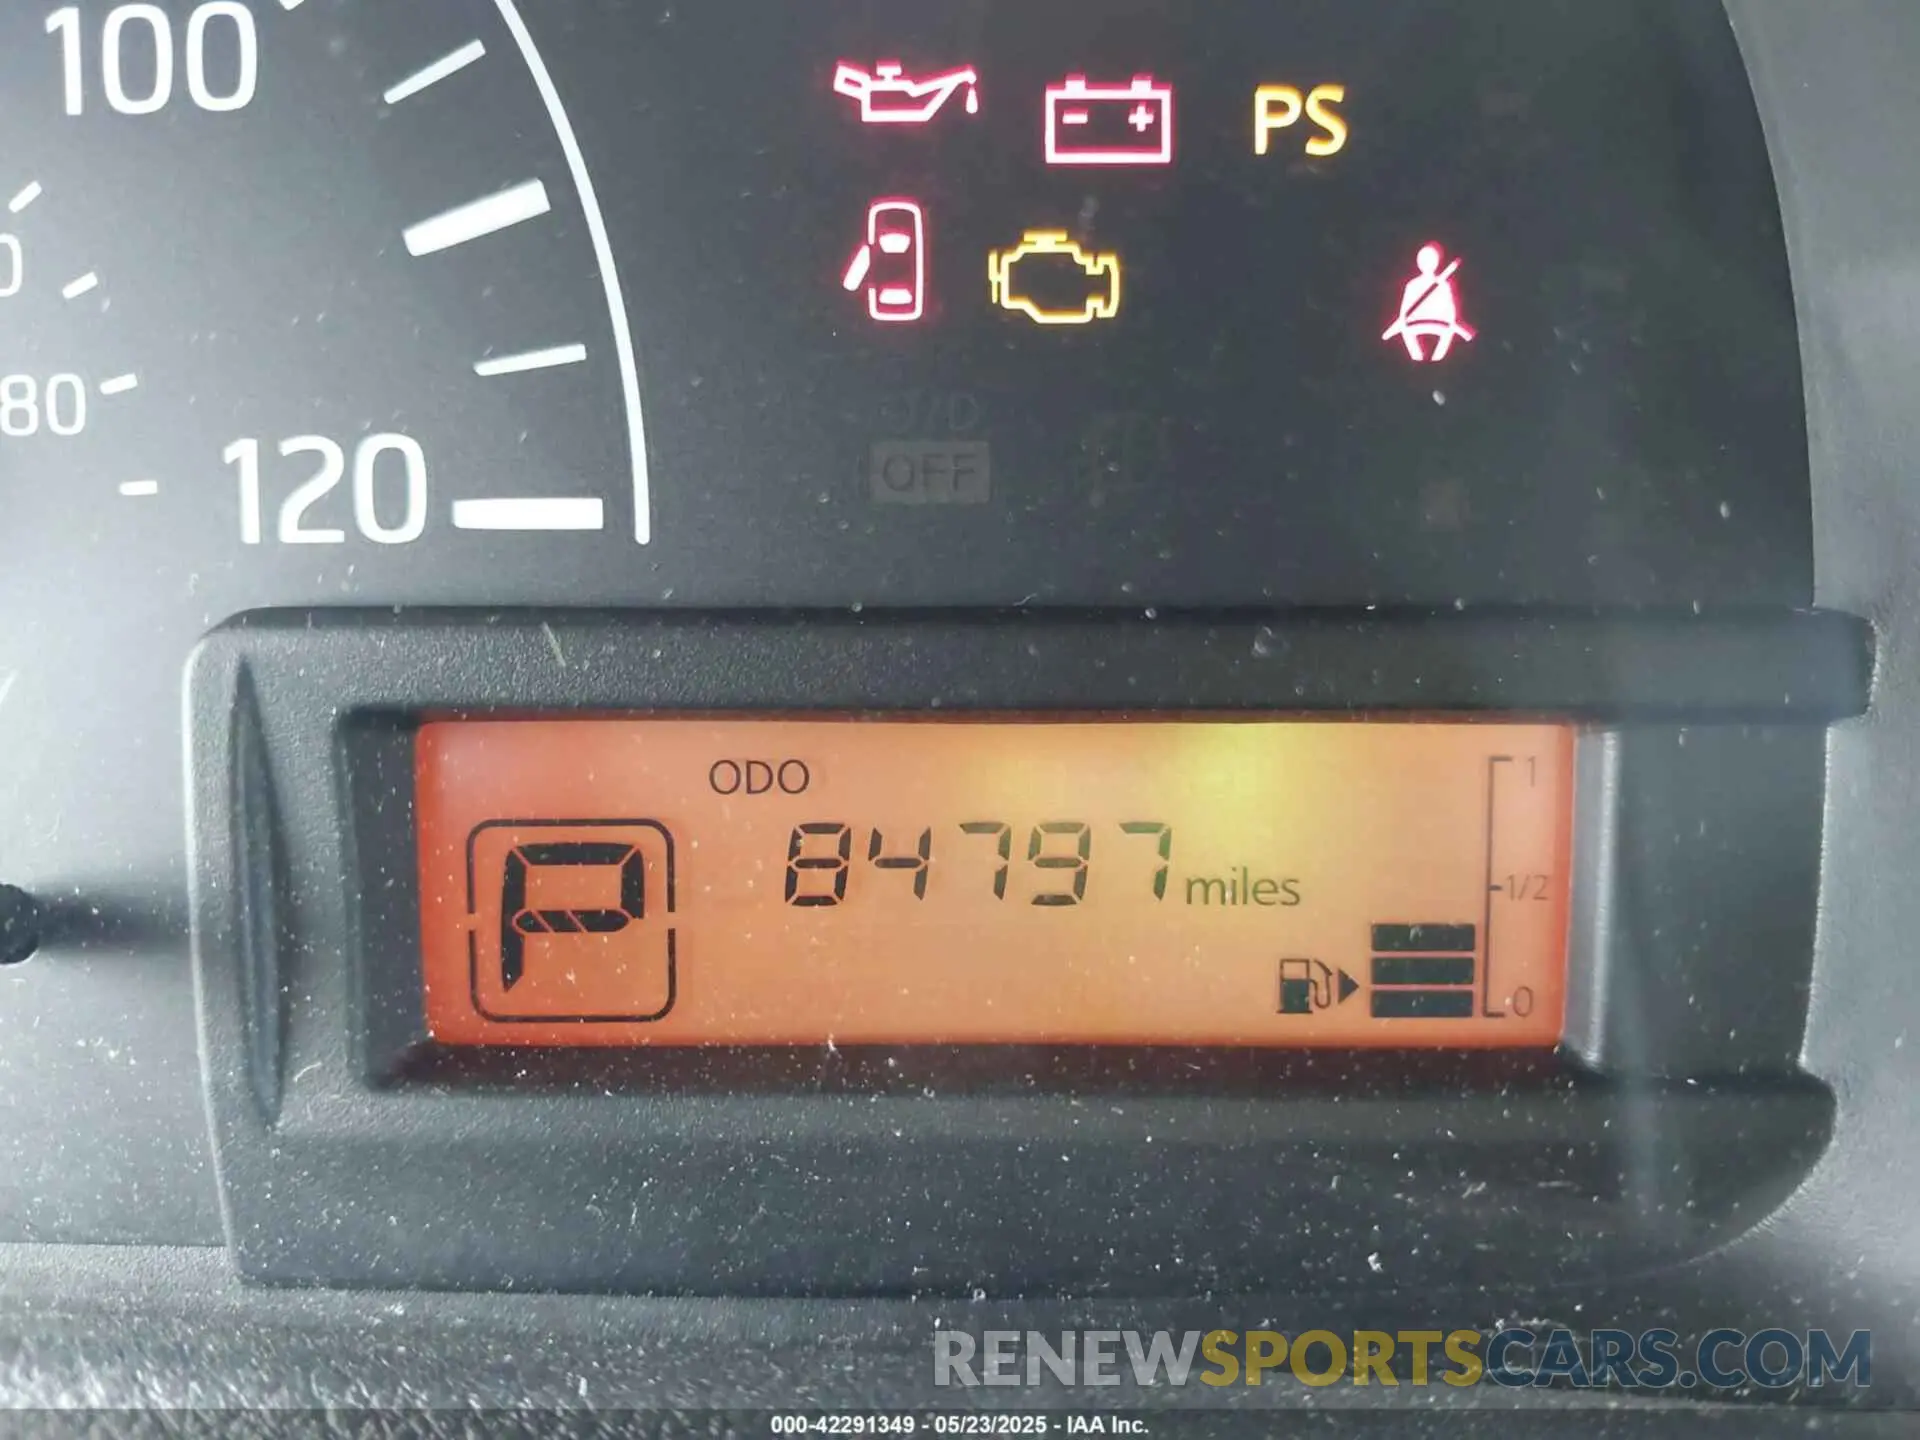 100
PS
80
O/D
OFF
120
ODO
1
84797 miles
1/2
P
0
RENEWSPORTSCARS.COM
000-42291349 - 05/23/2025 - IAA Inc.